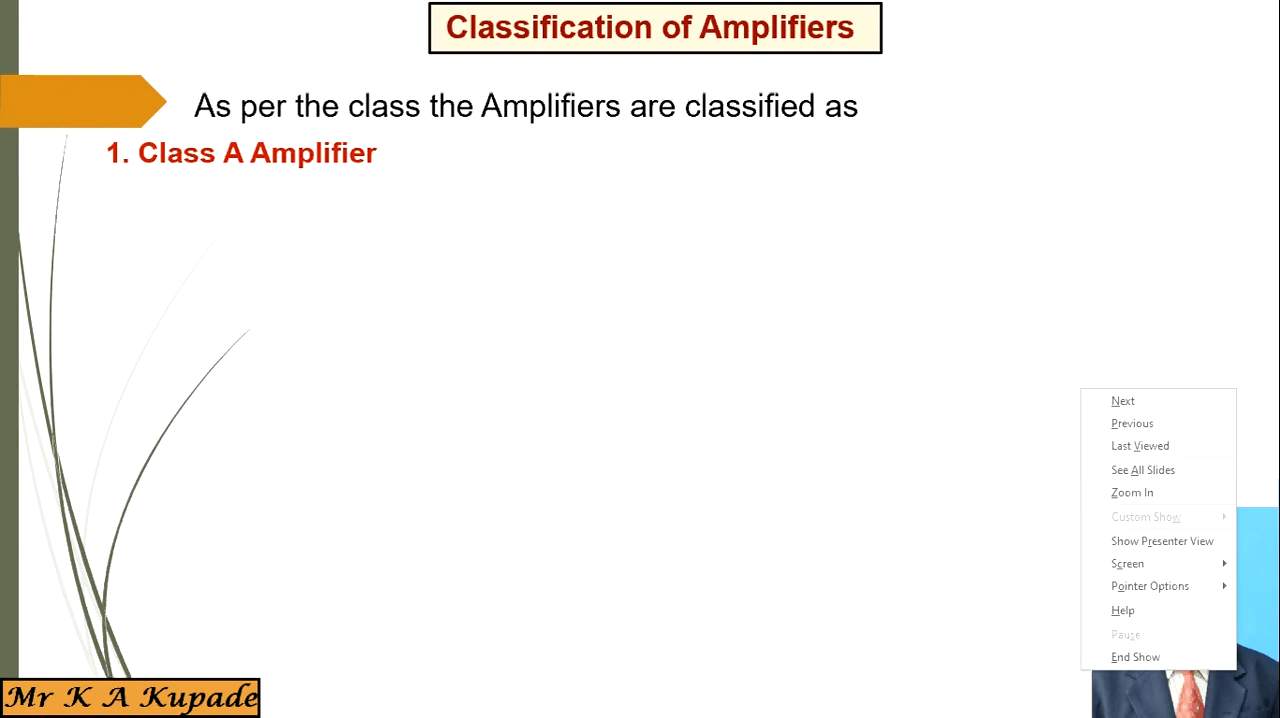 Classification of Amplifiers
As per the class the Amplifiers are classified as
1. Class A Amplifier
Next
Previous
Last Viewed
See All Slides
Zoom In
Custom Show
Show Presenter View
Screen
Pointer Options
Help
Pause
End Show
Mr K A Kupade